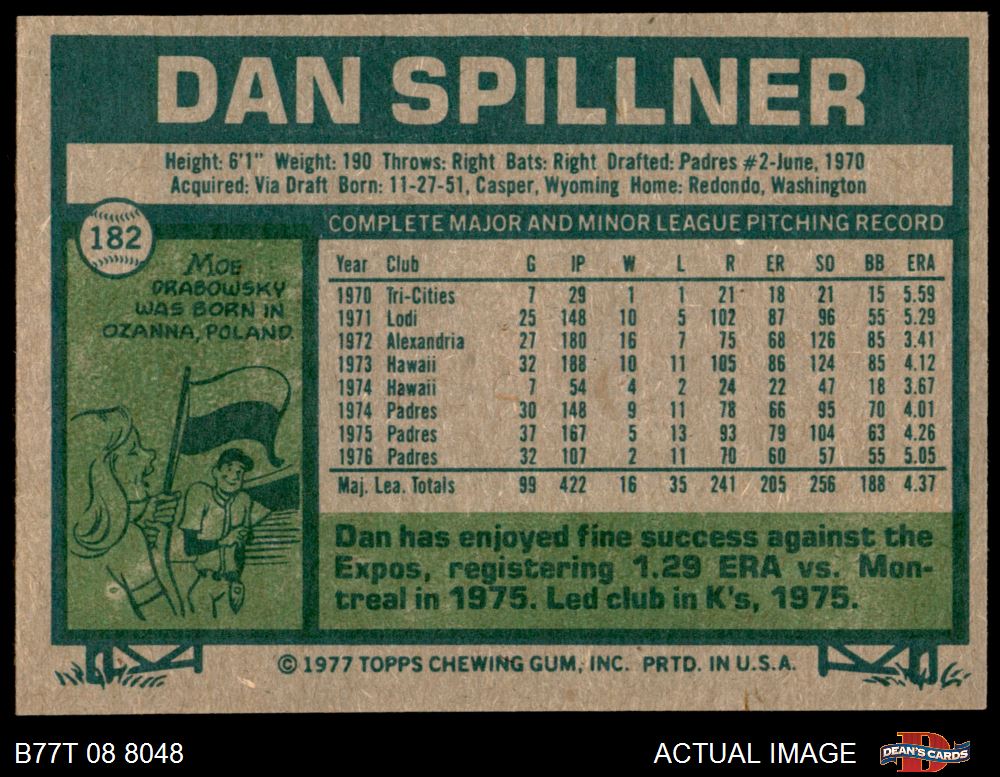 DAN SPILLNER
Height: 6'1" Weight: 190 Throws: Right Bats: Right Drafted: Padres #2-June, 1970
Acquired: Via Draft Born: 11-27-51, Casper, Wyoming Home: Redondo, Washington
182
MOE
DRABOWSKY
WAS BORN IN
OZANNA, POLAND.
COMPLETE MAJOR AND MINOR LEAGUE PITCHING RECORD
Year Club G IP W L R ER SO BB ERA
1970 Tri-Cities 7 29 1 1 21 18 21 15 5.59
1971 Lodi 25 148 10 5 102 87 96 55 5.29
1972 Alexandria 27 180 16 7 75 68 126 85 3.41
1973 Hawaii 32 188 10 11 105 86 124 85 4.12
1974 Hawaii 7 54 4 2 24 22 47 18 3.67
1974 Padres 30 148 9 11 78 66 95 70 4.01
1975 Padres 37 167 5 13 93 79 104 63 4.26
1976 Padres 32 107 2 11 70 60 57 55 5.05
Maj. Lea. Totals 99 422 16 35 241 205 256 188 4.37
Dan has enjoyed fine success against the
Expos, registering 1.29 ERA vs. Mon-
treal in 1975. Led club in K's, 1975.
© 1977 TOPPS CHEWING GUM, INC. PRTD. IN U.S.A.
B77T 08 8048
ACTUAL IMAGE
DEAN'S CARDS